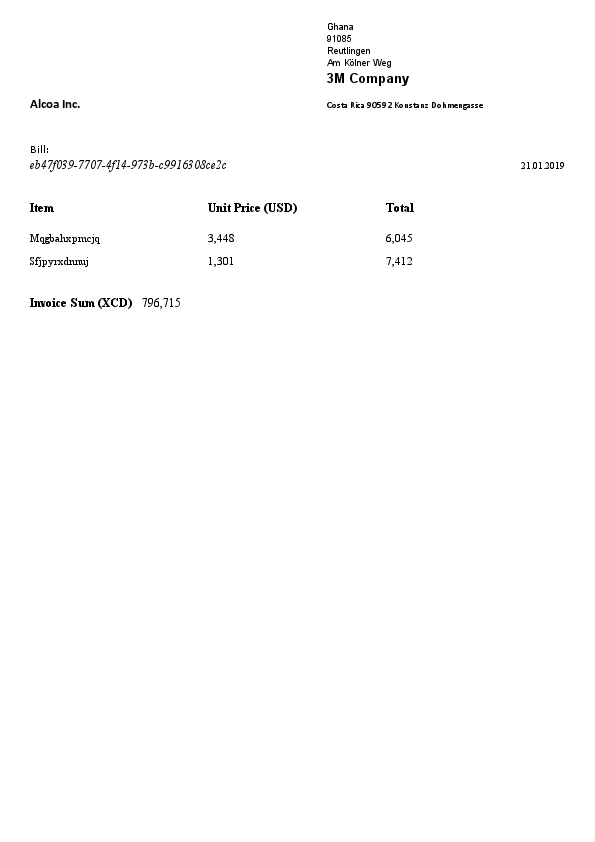 Ghana
91085
Reutlingen
Am Kölner Weg
3M Company
Alcoa Inc.
Costa Rica 90592 Konstanz Dohmengasse
Bill:
eb47f039-7707-4f14-973b-c9916308ce2c
21.01.2019
Item Unit Price (USD) Total
Mqgbahxpmcjq 3,448 6,045
Sfjpyrxdnnuj 1,301 7,412
Invoice Sum (XCD) 796,715